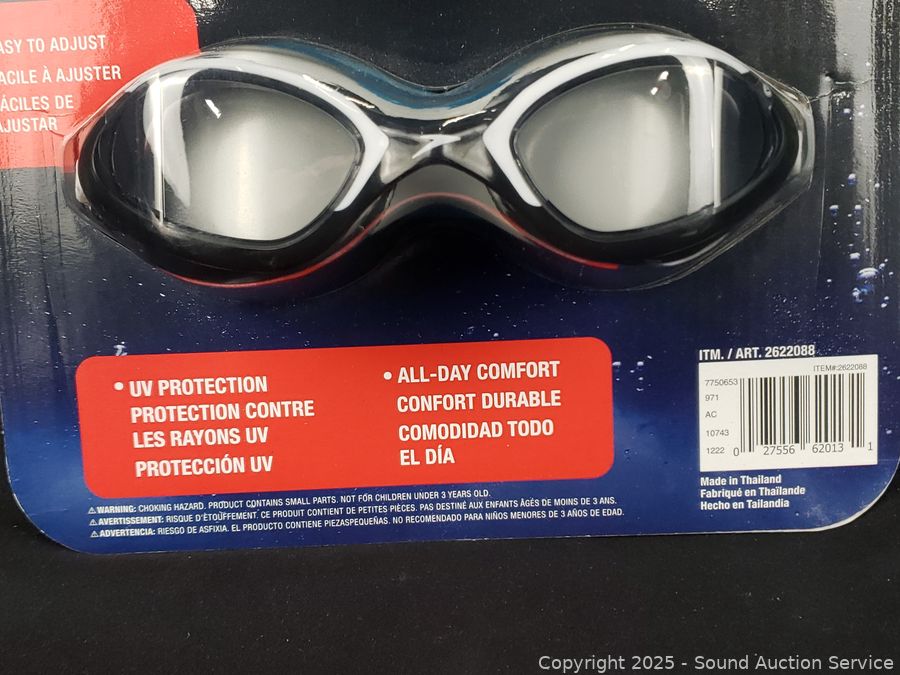 ASY TO ADJUST
ACILE À AJUSTER
ÁCILES DE
AJUSTAR
• UV PROTECTION
PROTECTION CONTRE
LES RAYONS UV
PROTECCIÓN UV
• ALL-DAY COMFORT
CONFORT DURABLE
COMODIDAD TODO
EL DÍA
⚠ WARNING: CHOKING HAZARD. PRODUCT CONTAINS SMALL PARTS. NOT FOR CHILDREN UNDER 3 YEARS OLD.
⚠ AVERTISSEMENT: RISQUE D'ÉTOUFFEMENT. CE PRODUIT CONTIENT DE PETITES PIÈCES. PAS DESTINÉ AUX ENFANTS ÂGÉS DE MOINS DE 3 ANS.
⚠ ADVERTENCIA: RIESGO DE ASFIXIA. EL PRODUCTO CONTIENE PIEZASPEQUEÑAS. NO RECOMENDADO PARA NIÑOS MENORES DE 3 AÑOS DE EDAD.
ITM. / ART. 2622088
ITEM#:2622088
7750653
971
AC
10743
1222
0 27556 62013 1
Made in Thailand
Fabriqué en Thaïlande
Hecho en Tailandia
Copyright 2025 - Sound Auction Service